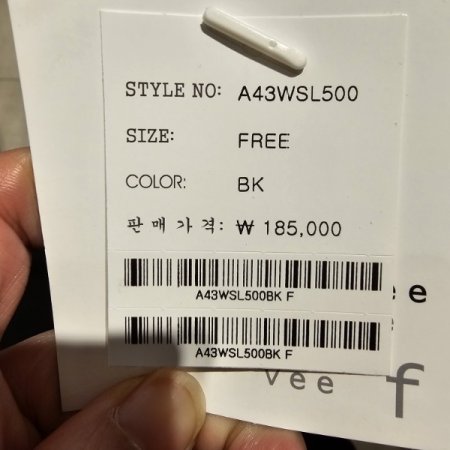 STYLE NO: A43WSL500
SIZE: FREE
COLOR: BK
판매가격: ₩ 185,000
A43WSL500BK F
A43WSL500BK F
vee
f